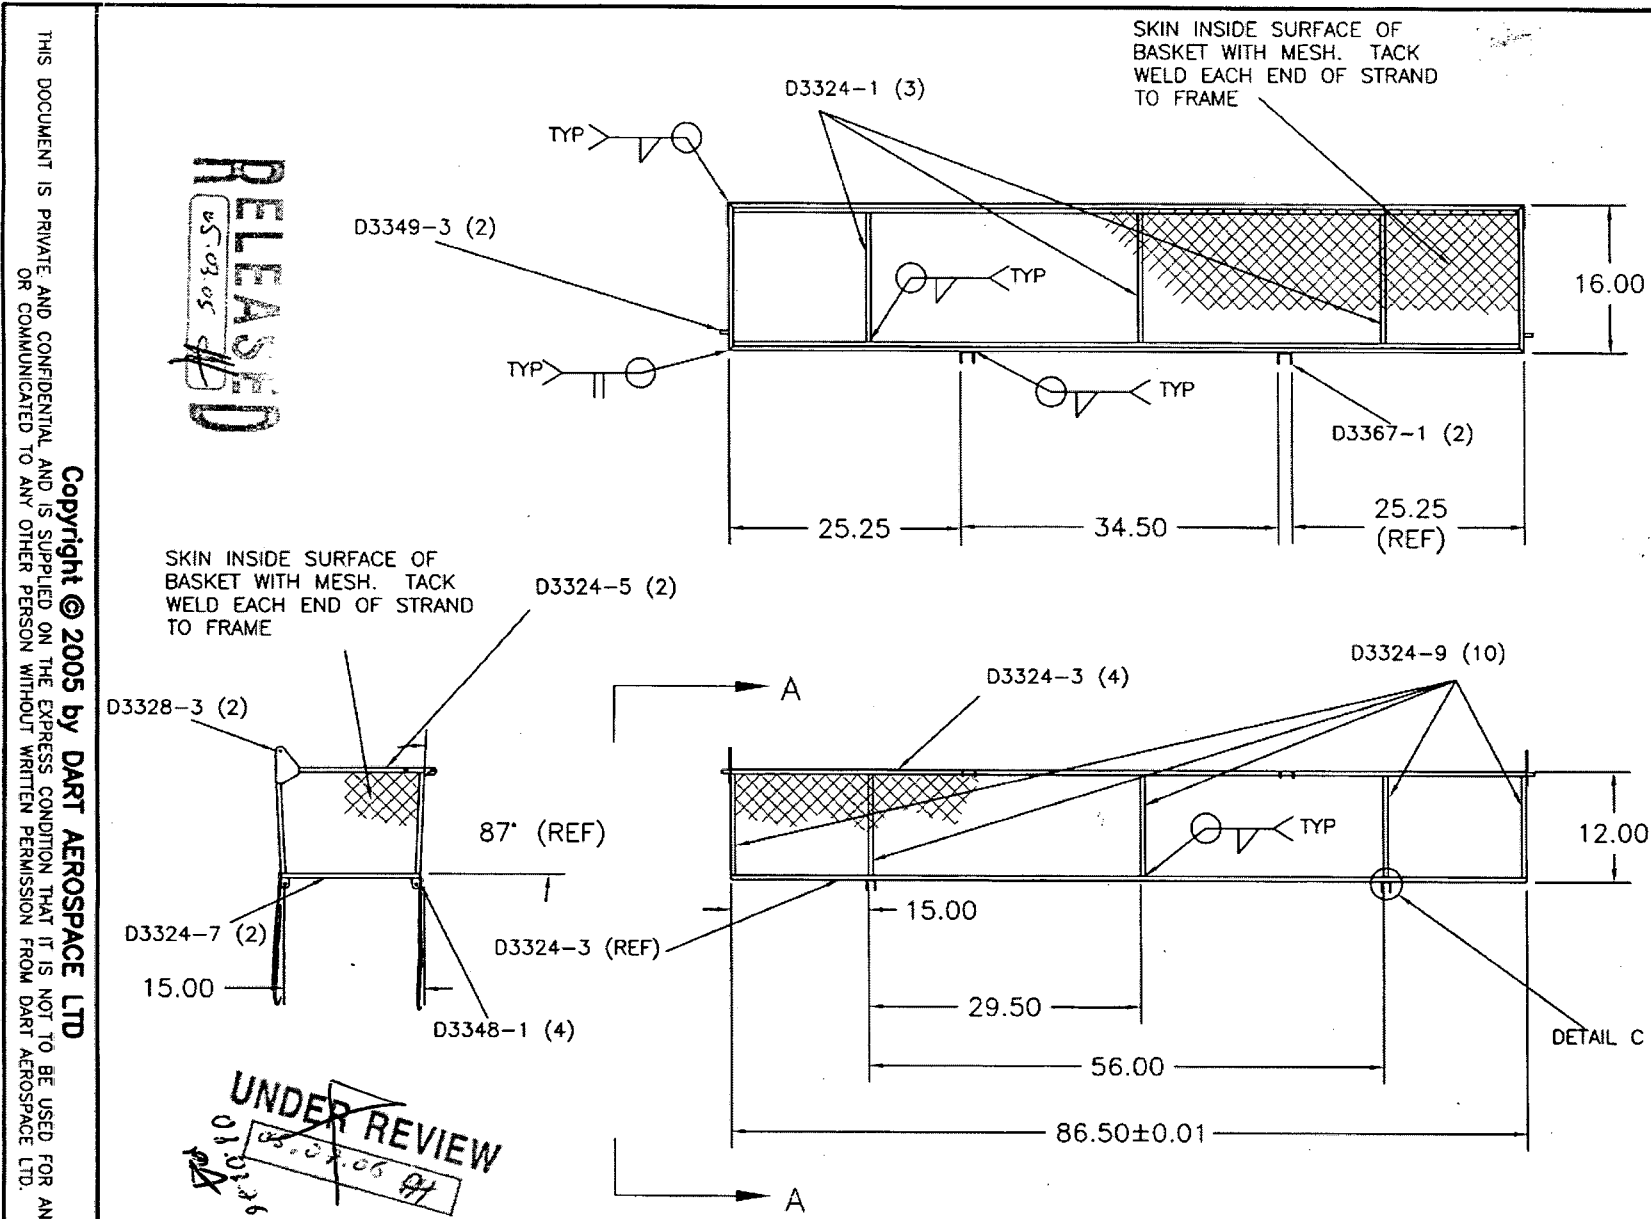 THIS DOCUMENT IS PRIVATE AND CONFIDENTIAL AND IS SUPPLIED ON THE EXPRESS CONDITION THAT IT IS NOT TO BE USED FOR AN
OR COMMUNICATED TO ANY OTHER PERSON WITHOUT WRITTEN PERMISSION FROM DART AEROSPACE LTD.
Copyright © 2005 by DART AEROSPACE LTD
RELEASED
05.03.05
SKIN INSIDE SURFACE OF
BASKET WITH MESH. TACK
WELD EACH END OF STRAND
TO FRAME
D3324-1 (3)
TYP
D3349-3 (2)
TYP
16.00
TYP
TYP
D3367-1 (2)
25.25
34.50
25.25
(REF)
SKIN INSIDE SURFACE OF
BASKET WITH MESH. TACK
WELD EACH END OF STRAND
TO FRAME
D3324-5 (2)
D3328-3 (2)
A
D3324-3 (4)
D3324-9 (10)
87° (REF)
TYP
12.00
D3324-7 (2)
D3324-3 (REF)
15.00
15.00
29.50
D3348-1 (4)
DETAIL C
56.00
86.50±0.01
A
UNDER REVIEW